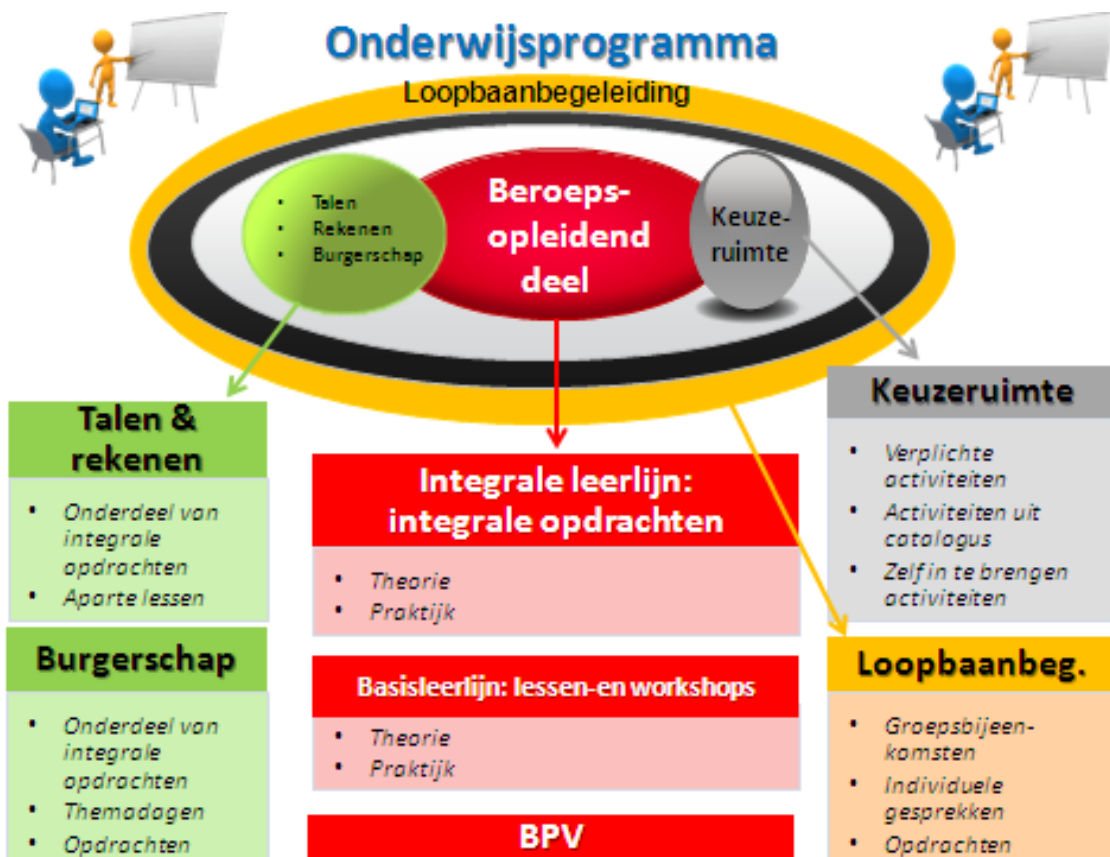 Onderwijsprogramma
Loopbaanbegeleiding
• Talen
• Rekenen
• Burgerschap
Beroeps-
opleidend
deel
Keuze-
ruimte
Talen &
rekenen
• Onderdeel van
integrale
opdrachten
• Aparte lessen
Burgerschap
• Onderdeel van
integrale
opdrachten
• Themadagen
• Opdrachten
Integrale leerlijn:
integrale opdrachten
• Theorie
• Praktijk
Basisleerlijn: lessen-en workshops
• Theorie
• Praktijk
BPV
Keuzeruimte
• Verplichte
activiteiten
• Activiteiten uit
catalogus
• Zelf in te brengen
activiteiten
Loopbaanbeg.
• Groepsbijeen-
komsten
• Individuele
gesprekken
• Opdrachten